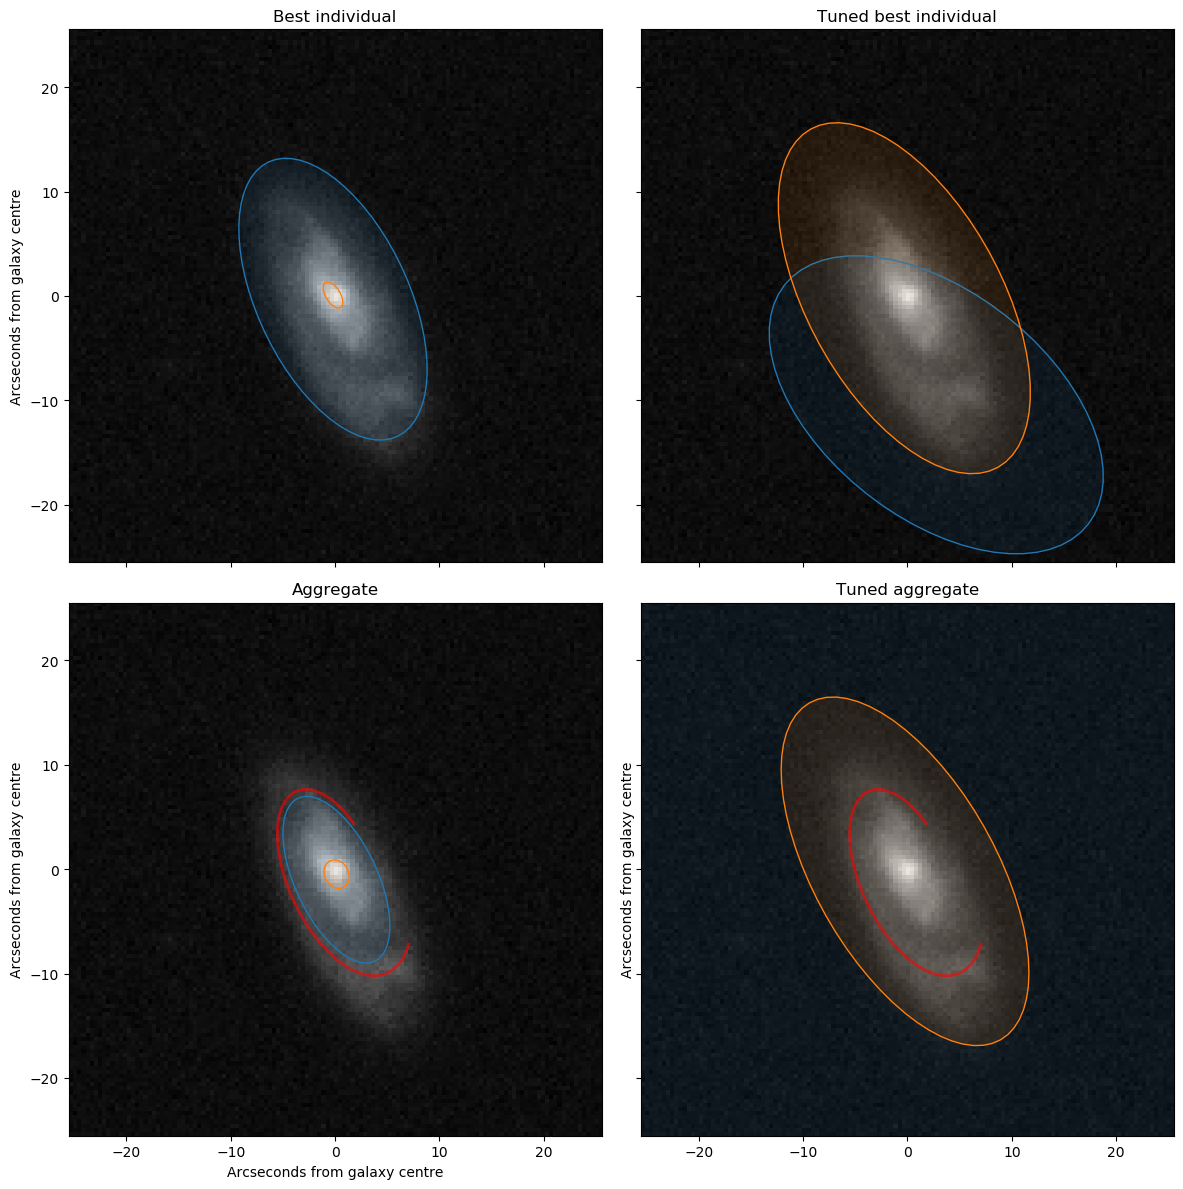 Best individual
Tuned best individual
20
10
0
−10
−20
Arcseconds from galaxy centre
Aggregate
Tuned aggregate
20
10
0
−10
−20
Arcseconds from galaxy centre
Arcseconds from galaxy centre
−20 −10 0 10 20
−20 −10 0 10 20
Arcseconds from galaxy centre